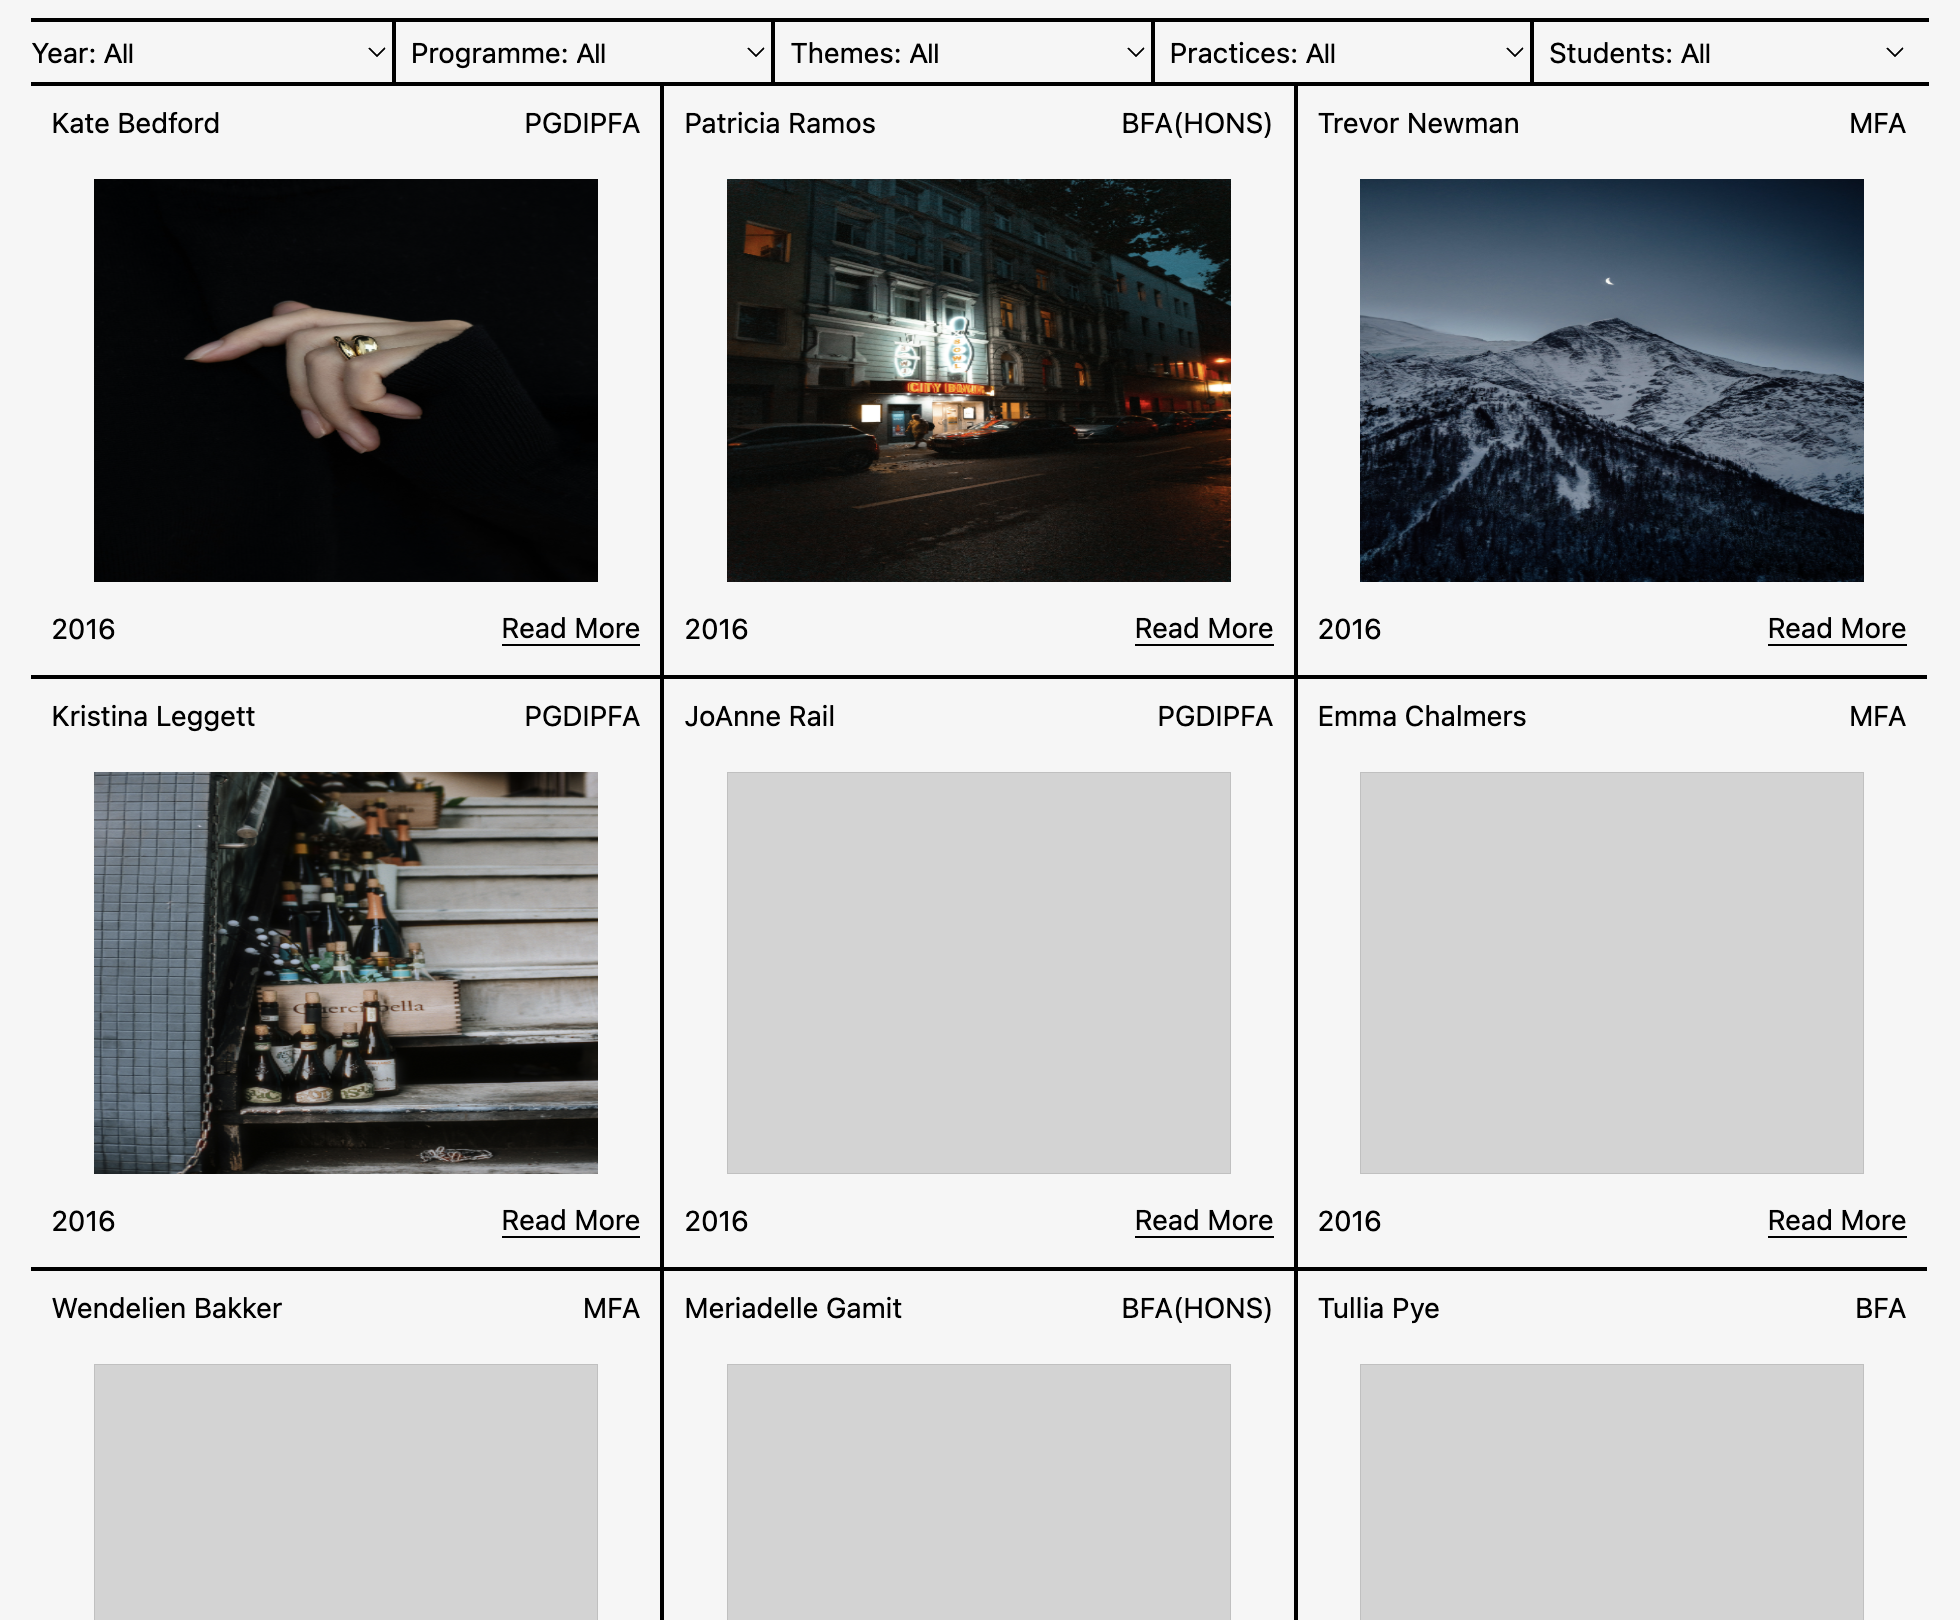 Year: All
Programme: All
Themes: All
Practices: All
Students: All
Kate Bedford
PGDIPFA
Patricia Ramos
BFA(HONS)
Trevor Newman
MFA
CITY BOWL
2016
Read More
2016
Read More
2016
Read More
Kristina Leggett
PGDIPFA
JoAnne Rail
PGDIPFA
Emma Chalmers
MFA
2016
Read More
2016
Read More
2016
Read More
Wendelien Bakker
MFA
Meriadelle Gamit
BFA(HONS)
Tullia Pye
BFA